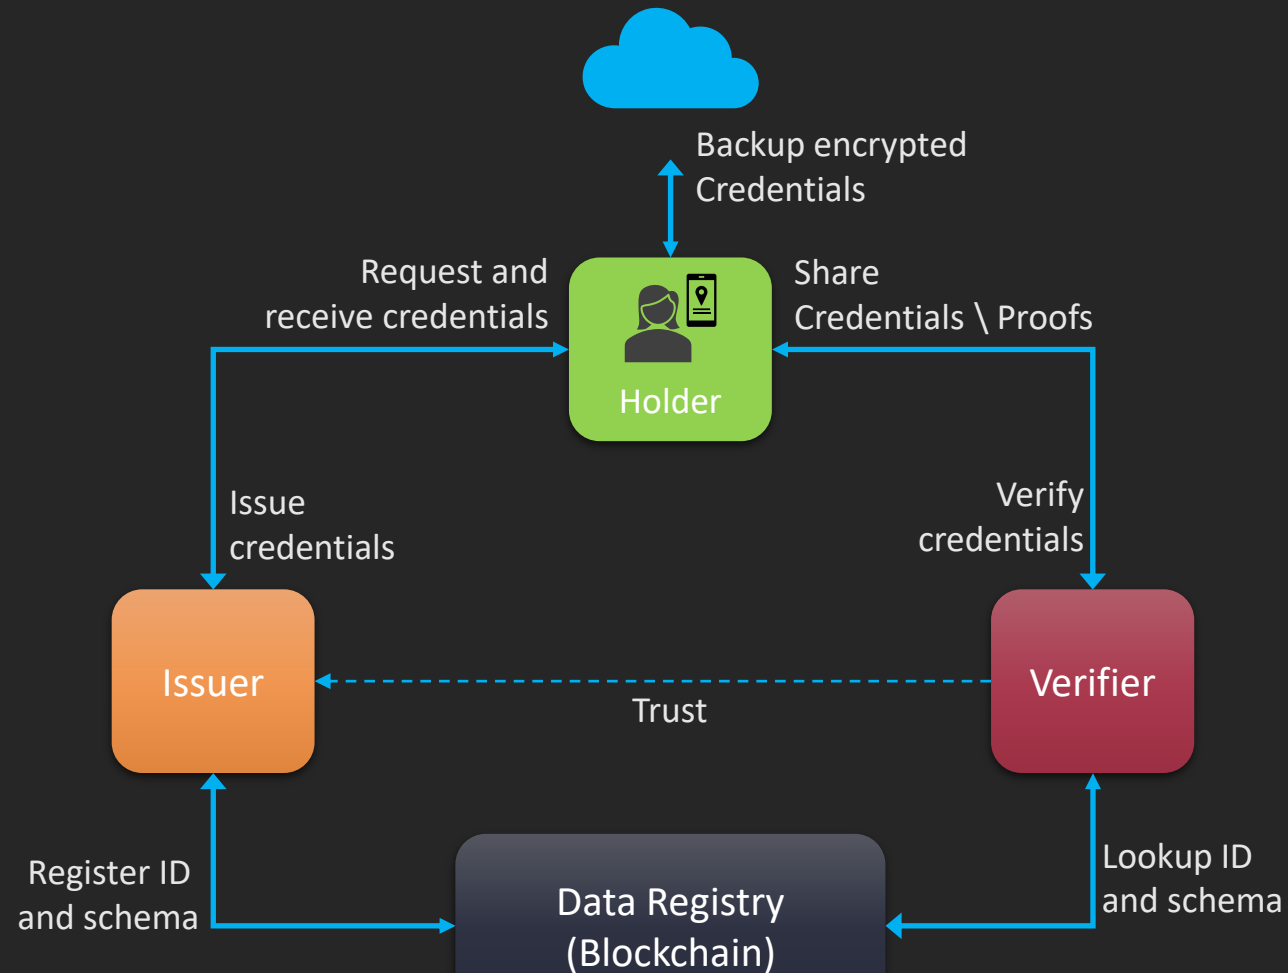 Backup encrypted
Credentials
Request and
receive credentials
Share
Credentials \ Proofs
Holder
Issue
credentials
Verify
credentials
Issuer
Verifier
Trust
Register ID
and schema
Data Registry
(Blockchain)
Lookup ID
and schema